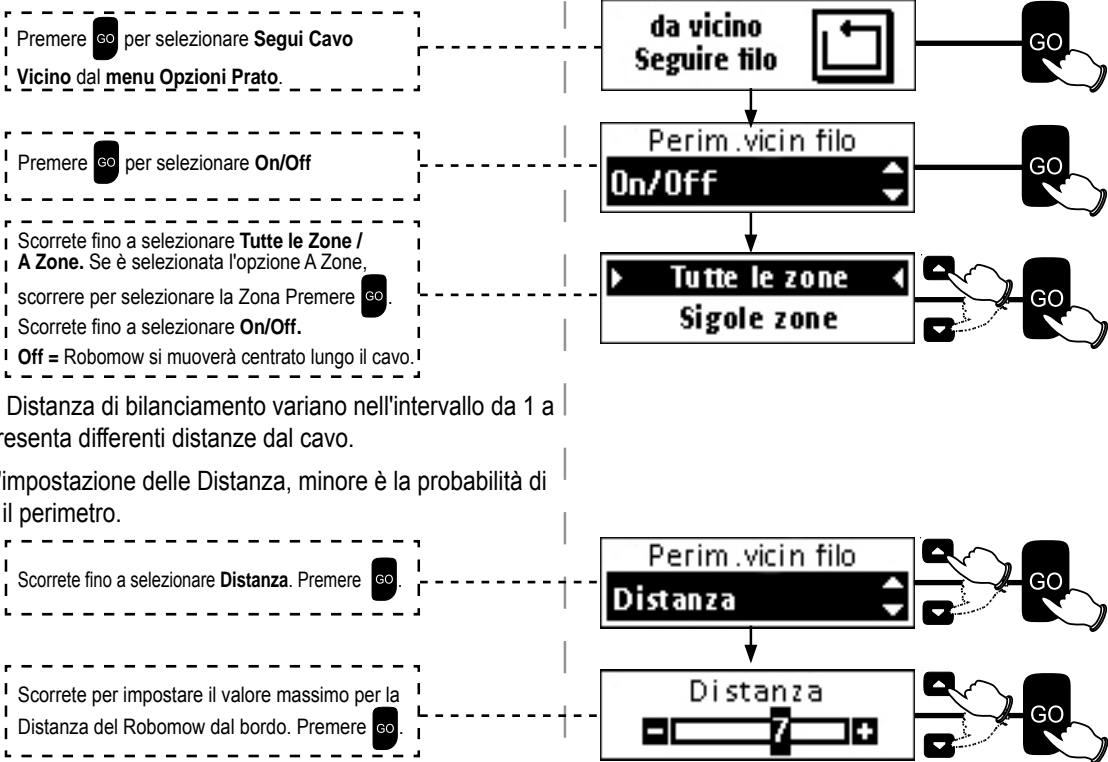 Premere GO per selezionare Segui Cavo
Vicino dal menu Opzioni Prato.
da vicino
Seguire filo
GO
Premere GO per selezionare On/Off
Perim.vicin filo
On/Off
GO
Scorrete fino a selezionare Tutte le Zone /
A Zone. Se è selezionata l'opzione A Zone,
scorrere per selezionare la Zona Premere GO.
Scorrete fino a selezionare On/Off.
Off = Robomow si muoverà centrato lungo il cavo.
Tutte le zone
Sigole zone
GO
Distanza di bilanciamento variano nell'intervallo da 1 a
resenta differenti distanze dal cavo.
'impostazione delle Distanza, minore è la probabilità di
il perimetro.
Scorrete fino a selezionare Distanza. Premere GO.
Perim.vicin filo
Distanza
GO
Scorrete per impostare il valore massimo per la
Distanza del Robomow dal bordo. Premere GO.
Distanza
- 7 +
GO